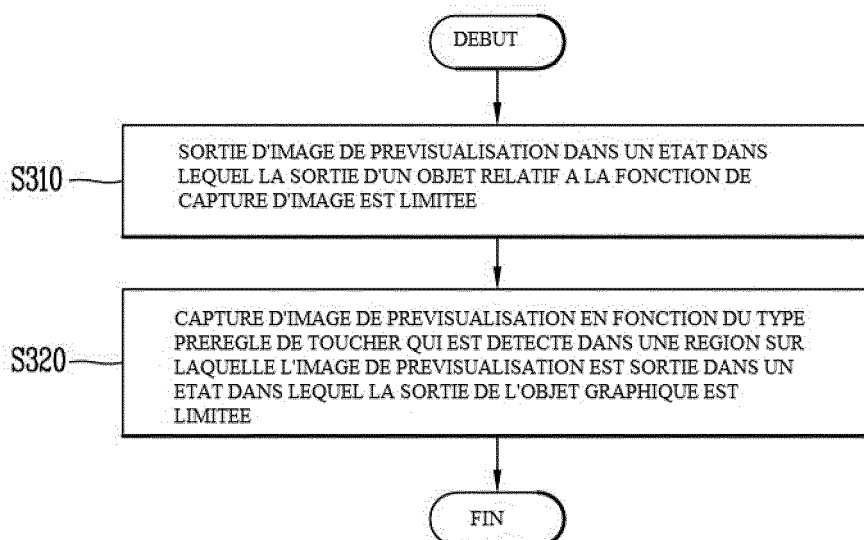 DEBUT
S310
SORTIE D'IMAGE DE PREVISUALISATION DANS UN ETAT DANS
LEQUEL LA SORTIE D'UN OBJET RELATIF A LA FONCTION DE
CAPTURE D'IMAGE EST LIMITEE
S320
CAPTURE D'IMAGE DE PREVISUALISATION EN FONCTION DU TYPE
PREREGLE DE TOUCHER QUI EST DETECTE DANS UNE REGION SUR
LAQUELLE L'IMAGE DE PREVISUALISATION EST SORTIE DANS UN
ETAT DANS LEQUEL LA SORTIE DE L'OBJET GRAPHIQUE EST
LIMITEE
FIN